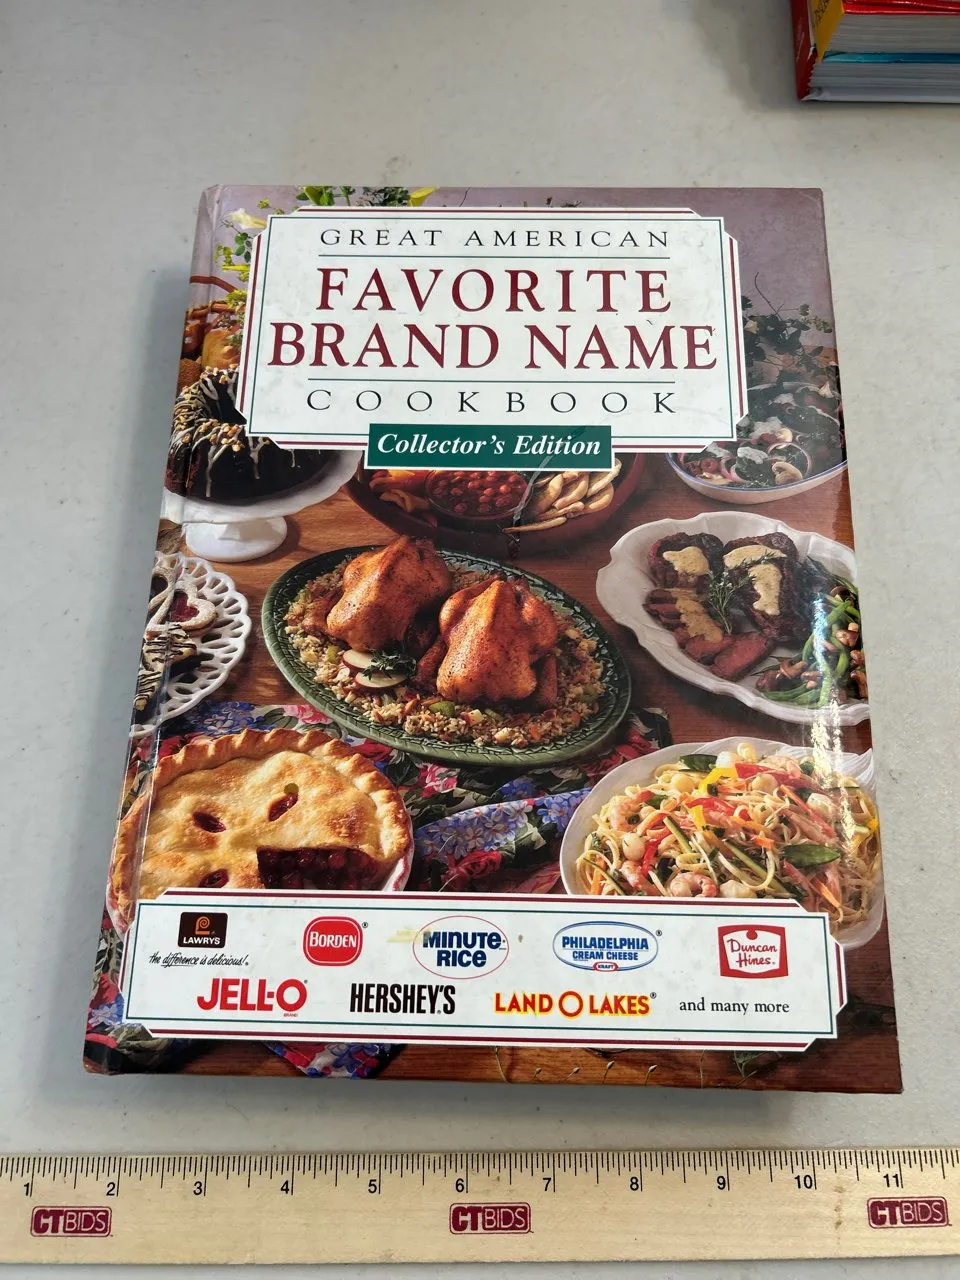 GREAT AMERICAN
FAVORITE
BRAND NAME
COOKBOOK
Collector's Edition
LAWRYS
the difference is delicious!
BORDEN®
MINUTE®
RICE
PHILADELPHIA®
CREAM CHEESE
KRAFT
Duncan
Hines®
JELL-O®
BRAND
HERSHEY'S®
LAND O LAKES®
and many more
1 2 3 4 5 6 7 8 9 10 11
CTBIDS CTBIDS CTBIDS